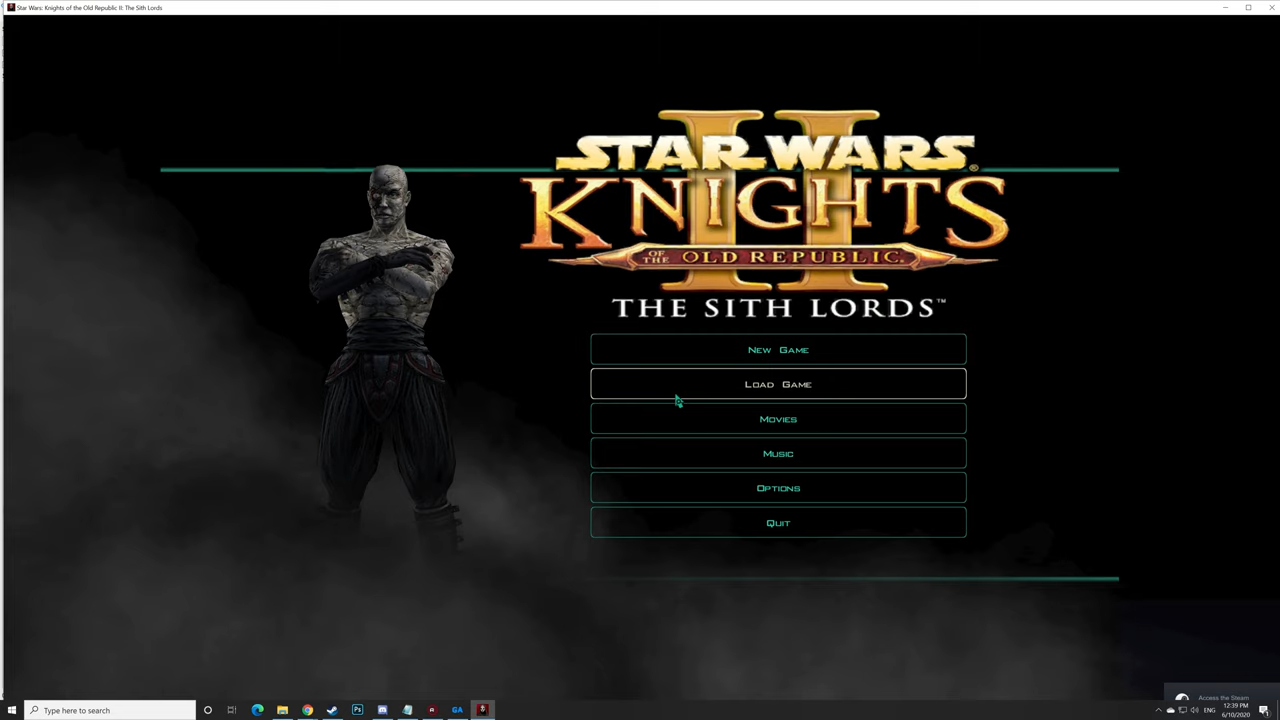 Star Wars: Knights of the Old Republic II: The Sith Lords
STAR WARS
II
KNIGHTS
OF THE OLD REPUBLIC
THE SITH LORDS™
New Game
Load Game
Movies
Music
Options
Quit
Access the Steam
Type here to search
Ps
GA
ENG
12:39 PM
6/10/2020